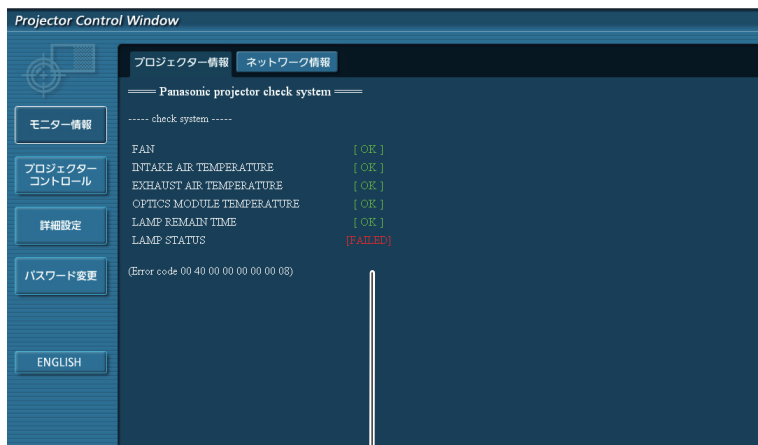 Projector Control Window
プロジェクター情報 ネットワーク情報
═══ Panasonic projector check system ═══
モニター情報
----- check system -----
FAN [ OK ]
INTAKE AIR TEMPERATURE [ OK ]
プロジェクター
コントロール
EXHAUST AIR TEMPERATURE [ OK ]
OPTICS MODULE TEMPERATURE [ OK ]
詳細設定
LAMP REMAIN TIME [ OK ]
LAMP STATUS [FAILED]
パスワード変更
(Error code 00 40 00 00 00 00 00 08)
ENGLISH